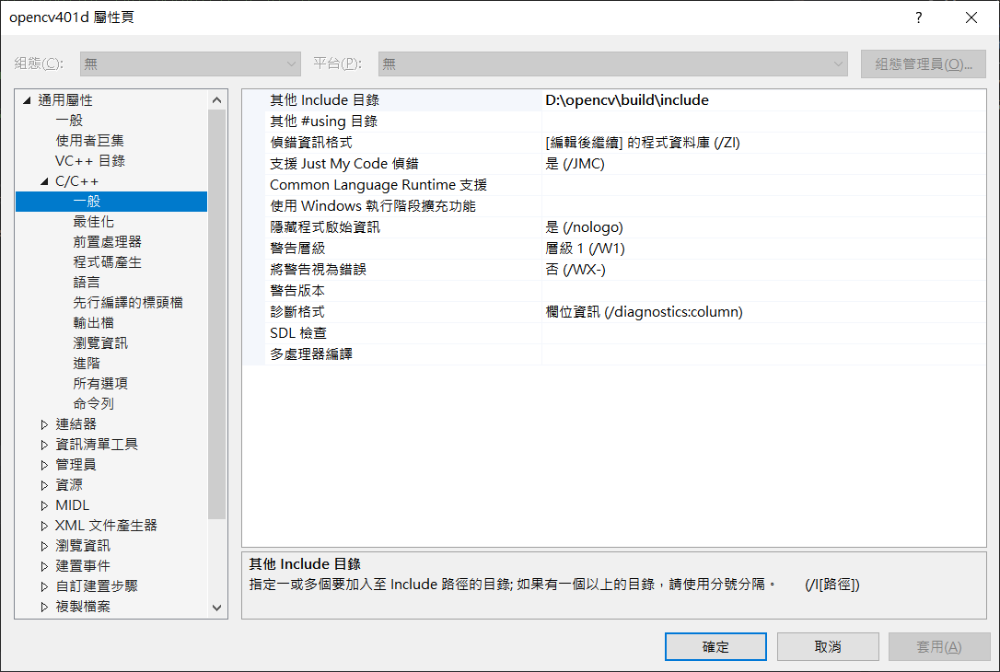 opencv401d 屬性頁
組態(C): 無 平台(P): 無 組態管理員(O)...
通用屬性
一般
使用者巨集
VC++ 目錄
C/C++
一般
最佳化
前置處理器
程式碼產生
語言
先行編譯的標頭檔
輸出檔
瀏覽資訊
進階
所有選項
命令列
連結器
資訊清單工具
管理員
資源
MIDL
XML 文件產生器
瀏覽資訊
建置事件
自訂建置步驟
複製檔案
其他 Include 目錄 D:\opencv\build\include
其他 #using 目錄
偵錯資訊格式 [編輯後繼續] 的程式資料庫 (/ZI)
支援 Just My Code 偵錯 是 (/JMC)
Common Language Runtime 支援
使用 Windows 執行階段擴充功能
隱藏程式啟始資訊 是 (/nologo)
警告層級 層級 1 (/W1)
將警告視為錯誤 否 (/WX-)
警告版本
診斷格式 欄位資訊 (/diagnostics:column)
SDL 檢查
多處理器編譯
其他 Include 目錄
指定一或多個要加入至 Include 路徑的目錄; 如果有一個以上的目錄，請使用分號分隔。 (/I[路徑])
確定 取消 套用(A)